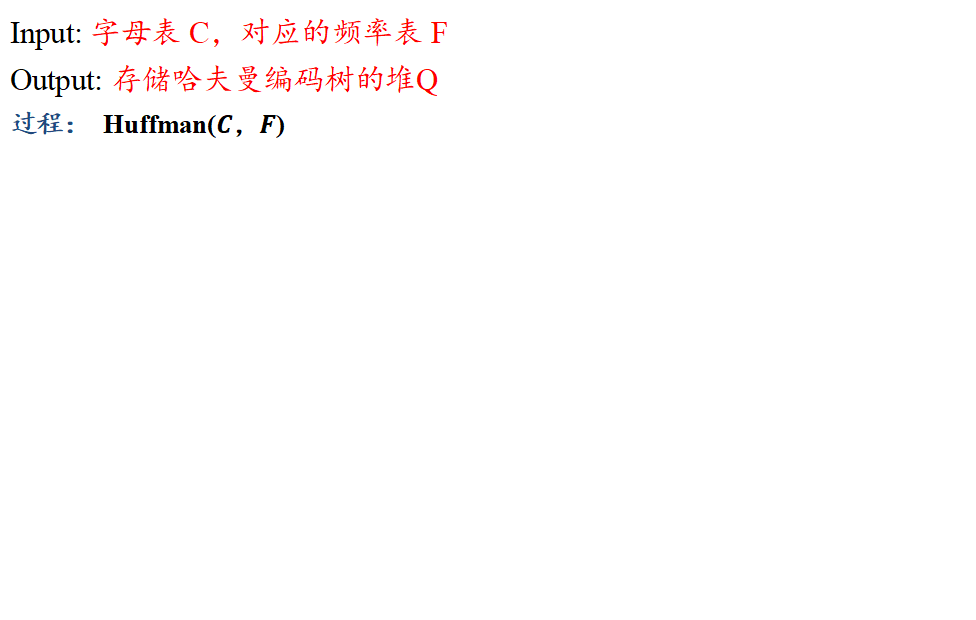 Input: 字母表 C，对应的频率表 F
Output: 存储哈夫曼编码树的堆Q
过程： Huffman(C，F)